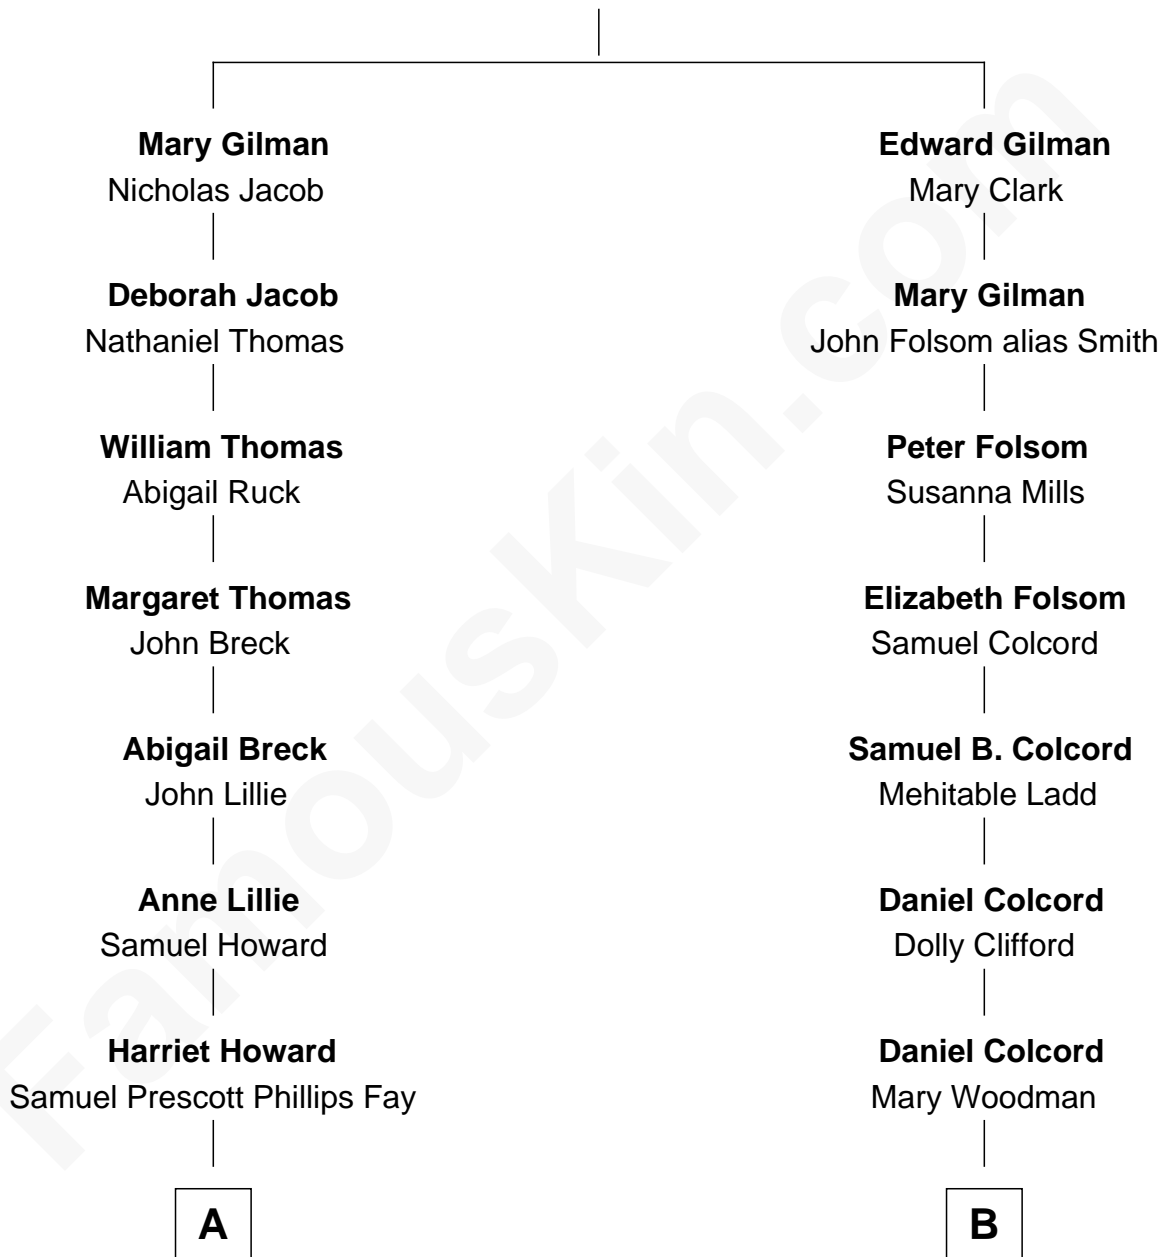 Mary Gilman
Nicholas Jacob
Deborah Jacob
Nathaniel Thomas
William Thomas
Abigail Ruck
Margaret Thomas
John Breck
Abigail Breck
John Lillie
Anne Lillie
Samuel Howard
Harriet Howard
Samuel Prescott Phillips Fay
A
Edward Gilman
Mary Clark
Mary Gilman
John Folsom alias Smith
Peter Folsom
Susanna Mills
Elizabeth Folsom
Samuel Colcord
Samuel B. Colcord
Mehitable Ladd
Daniel Colcord
Dolly Clifford
Daniel Colcord
Mary Woodman
B
FamousKin.com